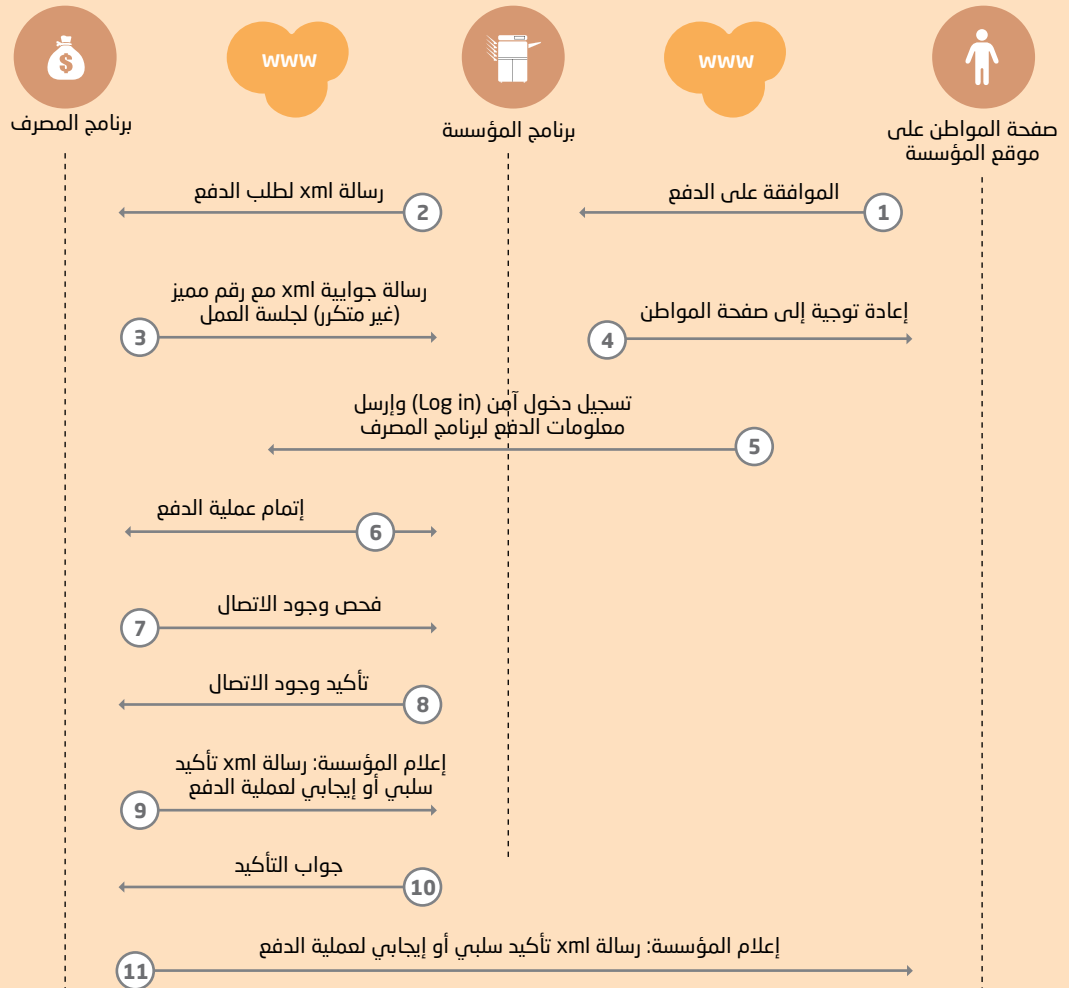 www
www
صفحة المواطن على
موقع المؤسسة
برنامج المؤسسة
برنامج المصرف
الموافقة على الدفع
1
رسالة xml لطلب الدفع
2
رسالة جوابية xml مع رقم مميز
(غير متكرر) لجلسة العمل
3
إعادة توجية إلى صفحة المواطن
4
تسجيل دخول آمن (Log in) وإرسل
معلومات الدفع لبرنامج المصرف
5
إتمام عملية الدفع
6
فحص وجود الاتصال
7
تأكيد وجود الاتصال
8
إعلام المؤسسة: رسالة xml تأكيد
سلبي أو إيجابي لعملية الدفع
9
جواب التأكيد
10
إعلام المؤسسة: رسالة xml تأكيد سلبي أو إيجابي لعملية الدفع
11
$